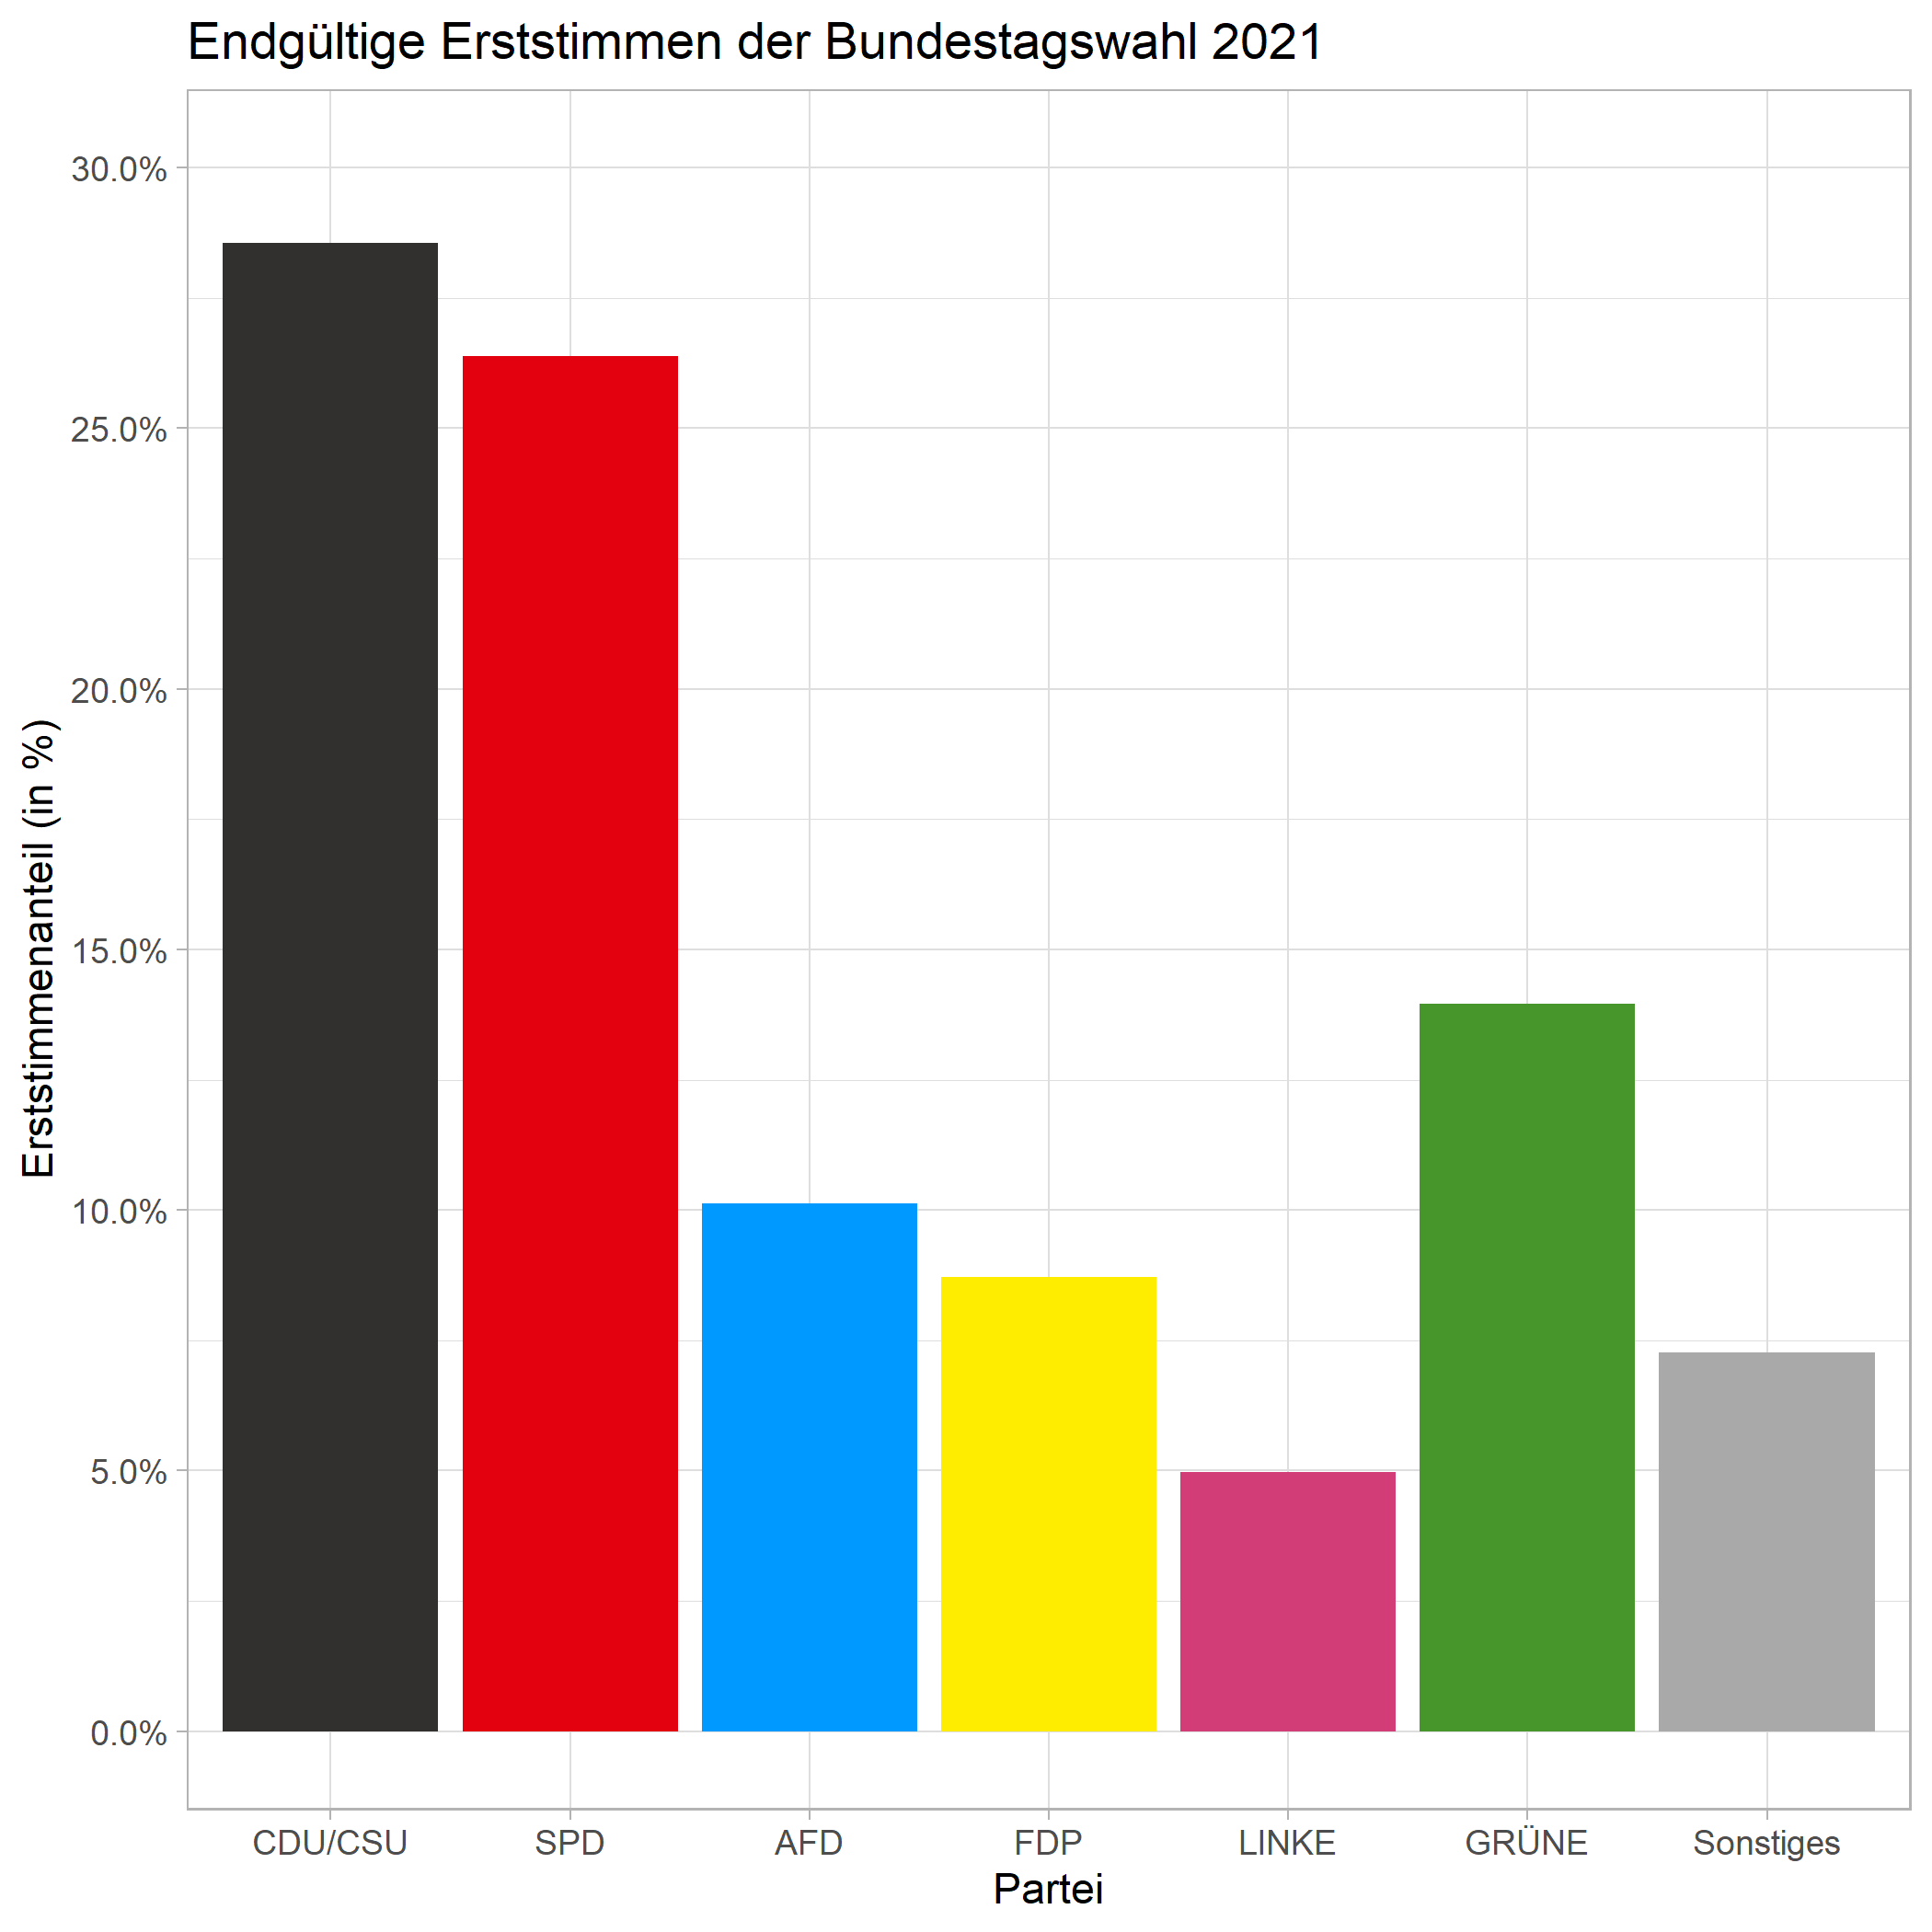 Endgültige Erststimmen der Bundestagswahl 2021
Erststimmenanteil (in %)
30.0%
25.0%
20.0%
15.0%
10.0%
5.0%
0.0%
CDU/CSU SPD AFD FDP LINKE GRÜNE Sonstiges
Partei